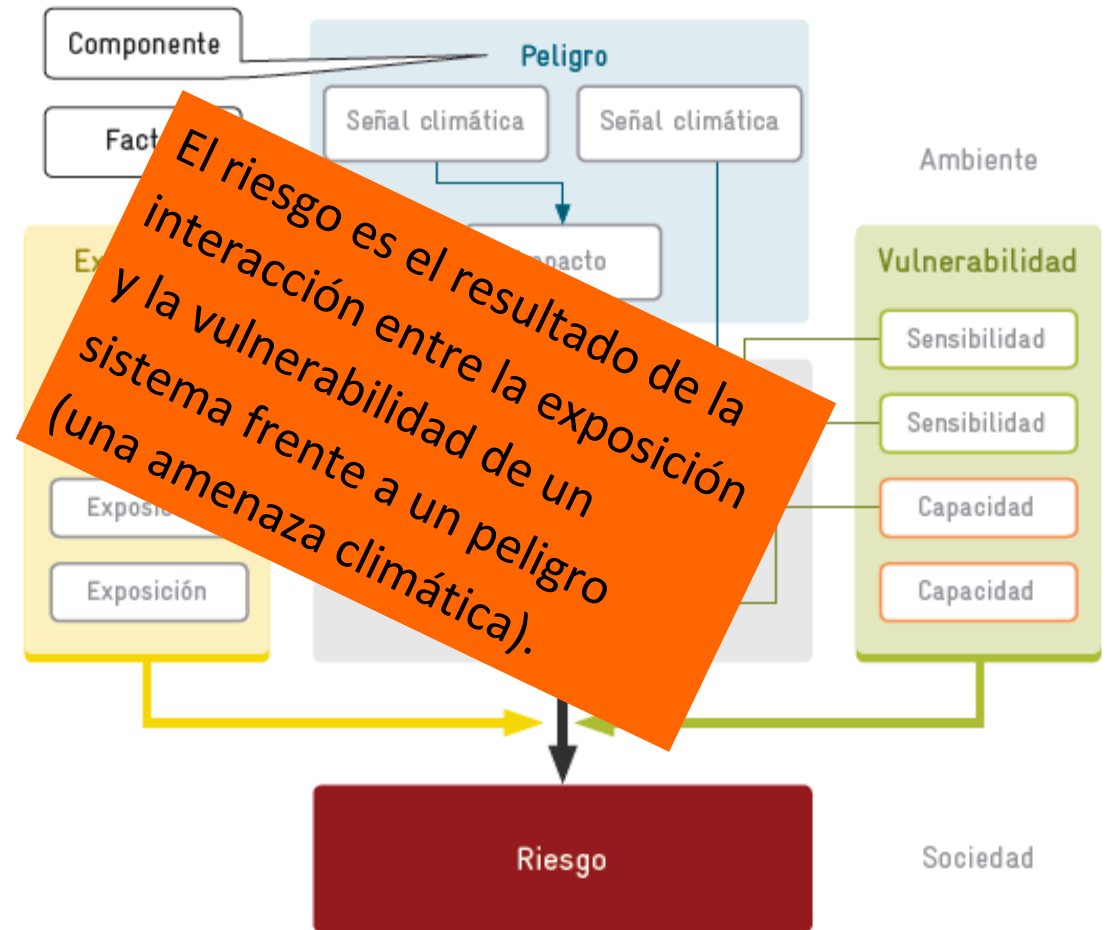 Componente
Peligro
Señal climática
Señal climática
Ambiente
El riesgo es el resultado de la
interacción entre la exposición
y la vulnerabilidad de un
sistema frente a un peligro
(una amenaza climática).
Vulnerabilidad
Sensibilidad
Sensibilidad
Capacidad
Exposición
Capacidad
Riesgo
Sociedad